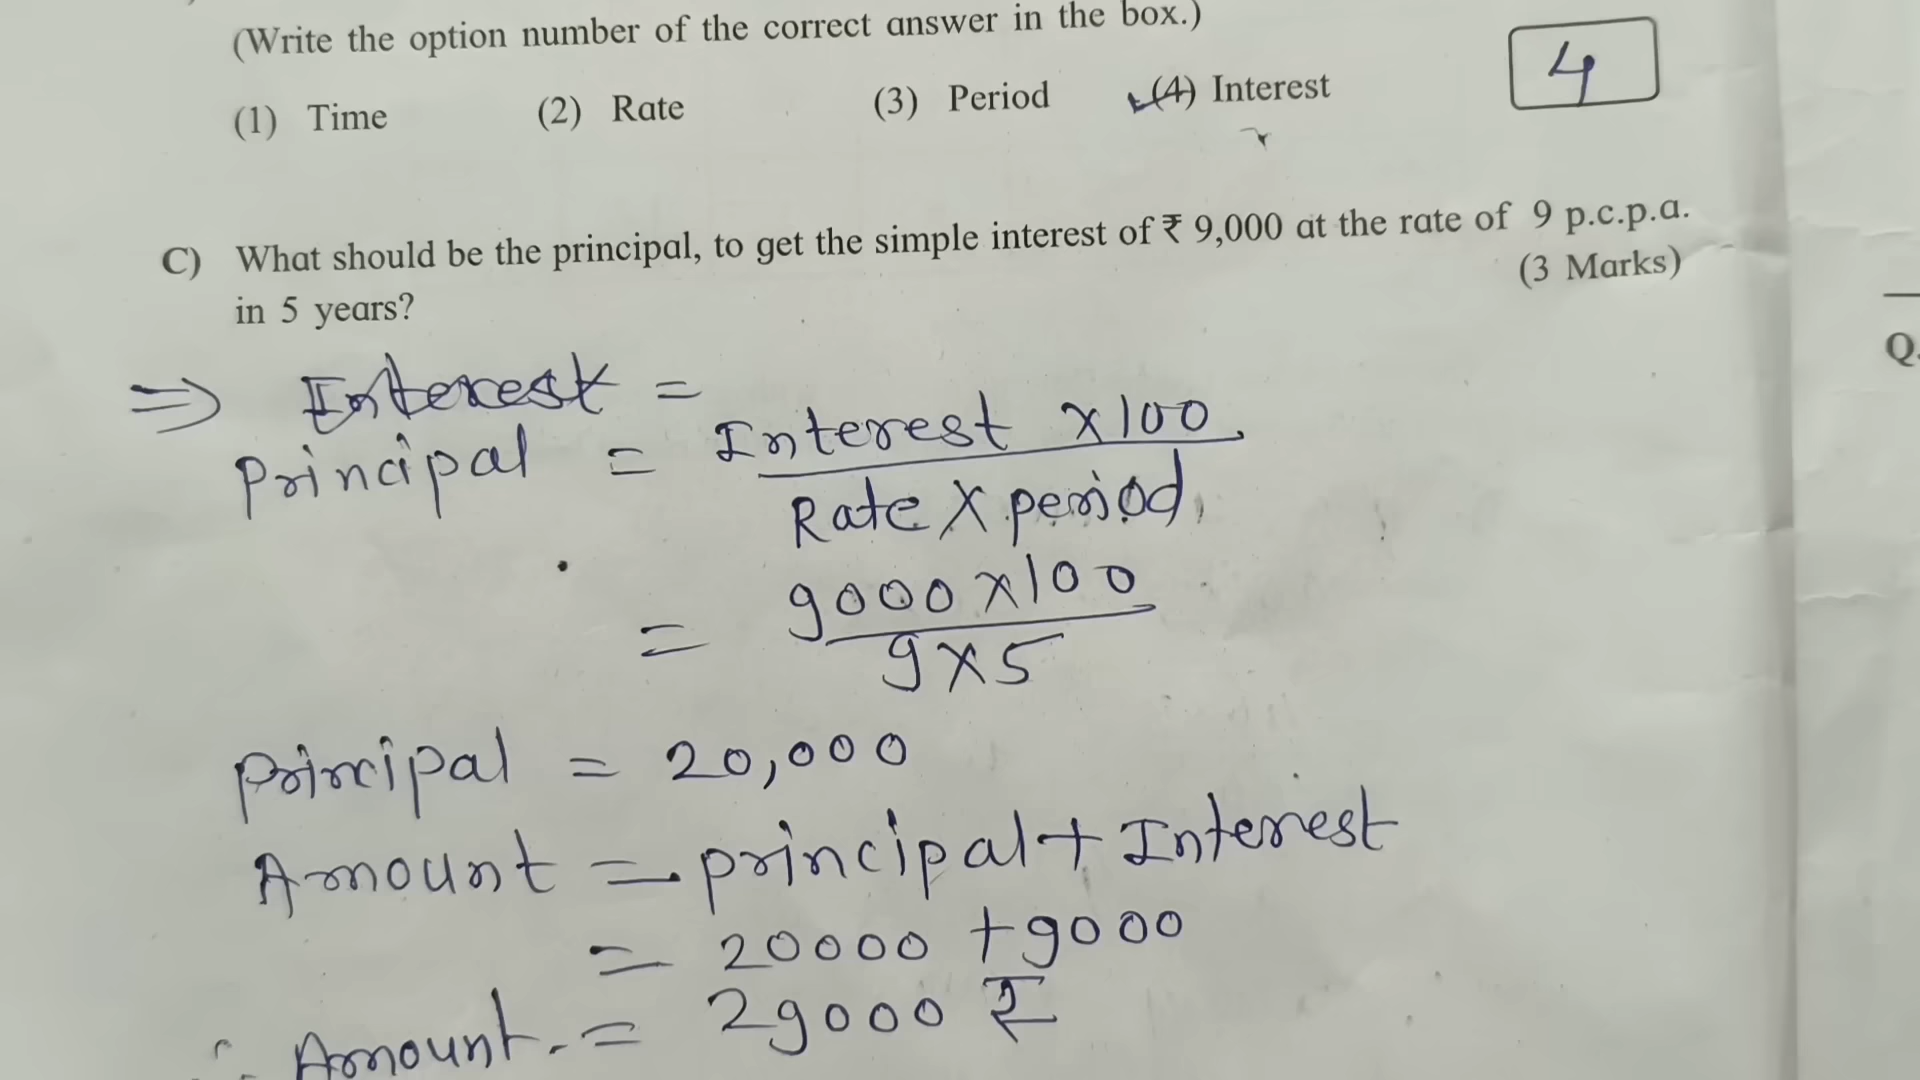 (Write the option number of the correct answer in the box.)
(1) Time (2) Rate (3) Period (4) Interest 4
C) What should be the principal, to get the simple interest of ₹ 9,000 at the rate of 9 p.c.p.a.
in 5 years? (3 Marks)
Q.
⇒ Interest =
Principal = Interest x100
Rate X period
= 9000 x100
9x5
principal = 20,000
Amount = principal + Interest
= 20000 +9000
∴ Amount. = 29000 ₹